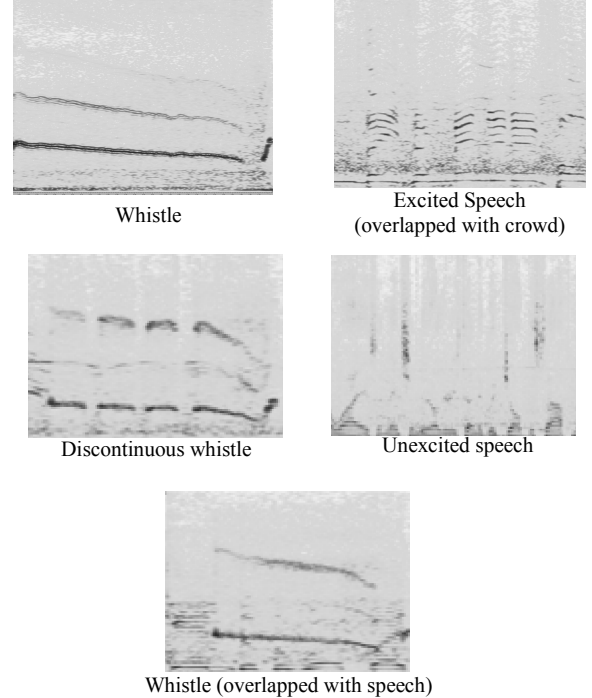 Whistle
Excited Speech
(overlapped with crowd)
Discontinuous whistle
Unexcited speech
Whistle (overlapped with speech)